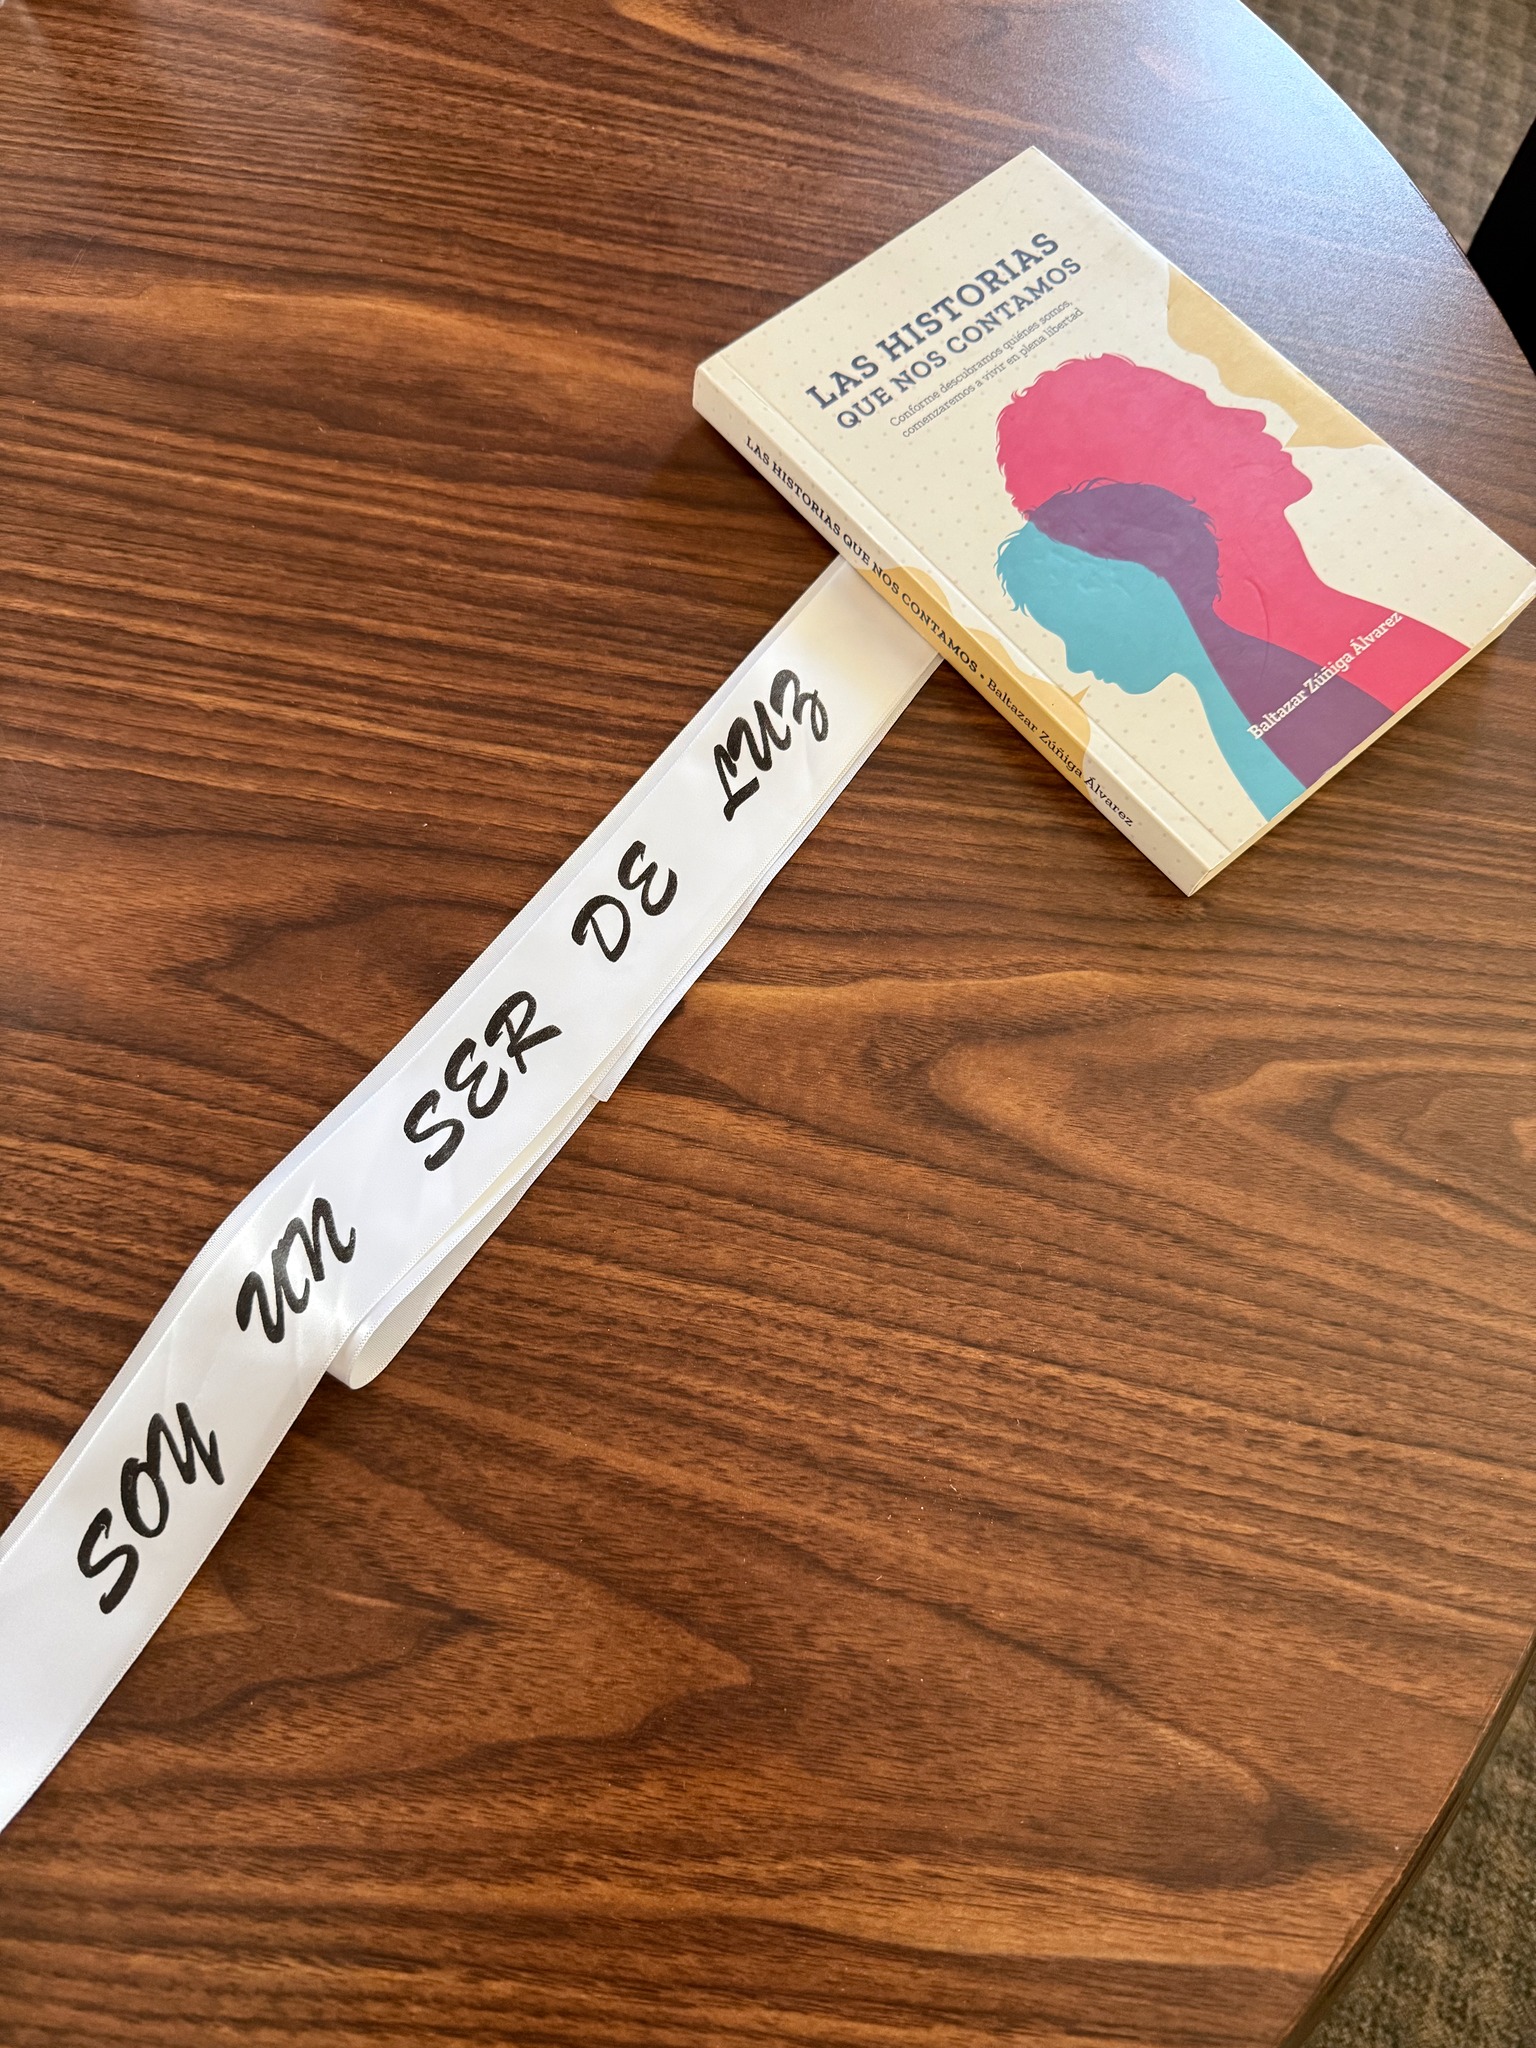 LAS HISTORIAS
QUE NOS CONTAMOS
Conforme descubramos quiénes somos,
comenzaremos a vivir en plena libertad
Baltazar Zúñiga Álvarez
LAS HISTORIAS QUE NOS CONTAMOS • Baltazar Zúñiga Álvarez
SOY UN SER DE LUZ